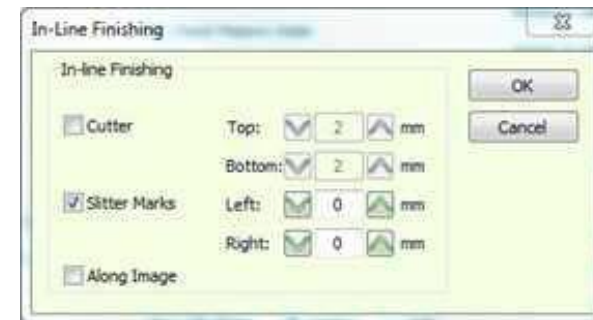 In-Line Finishing
In-line Finishing
OK
Cutter Top: 2 mm Cancel
Bottom: 2 mm
Slitter Marks Left: 0 mm
Right: 0 mm
Along Image